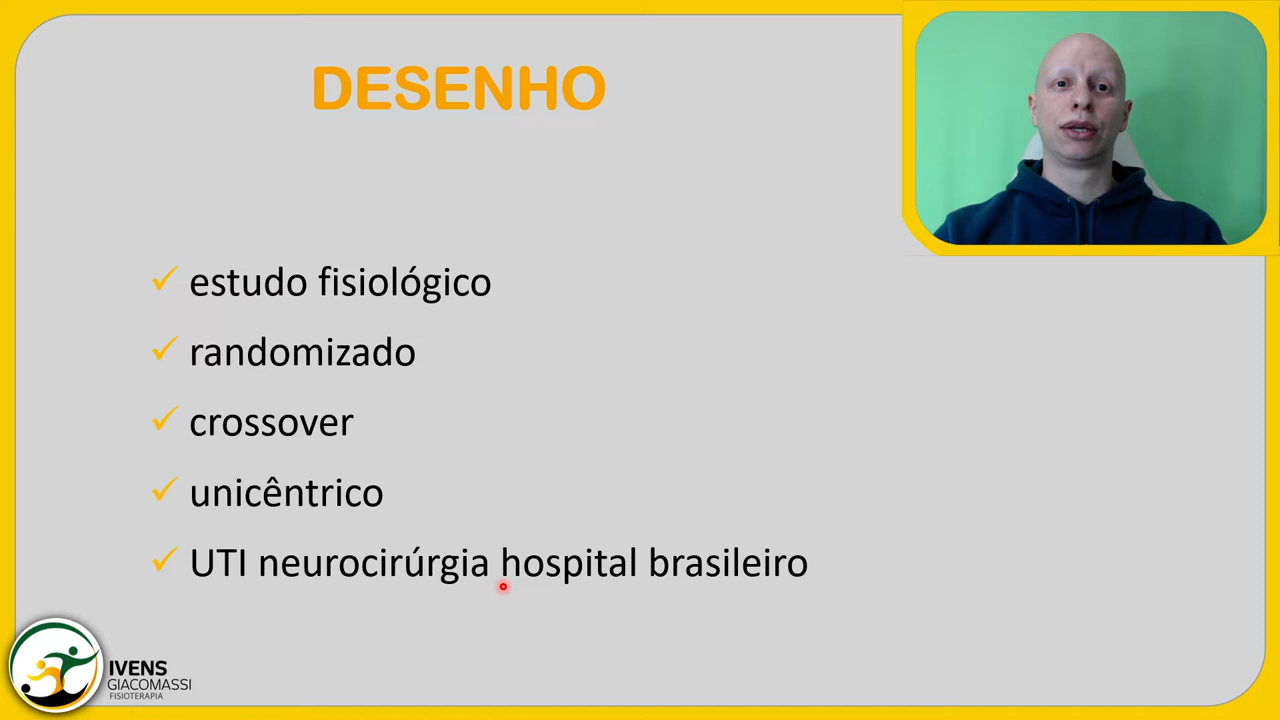 DESENHO
✓ estudo fisiológico
✓ randomizado
✓ crossover
✓ unicêntrico
✓ UTI neurocirúrgia hospital brasileiro
IVENS
GIACOMASSI
FISIOTERAPIA